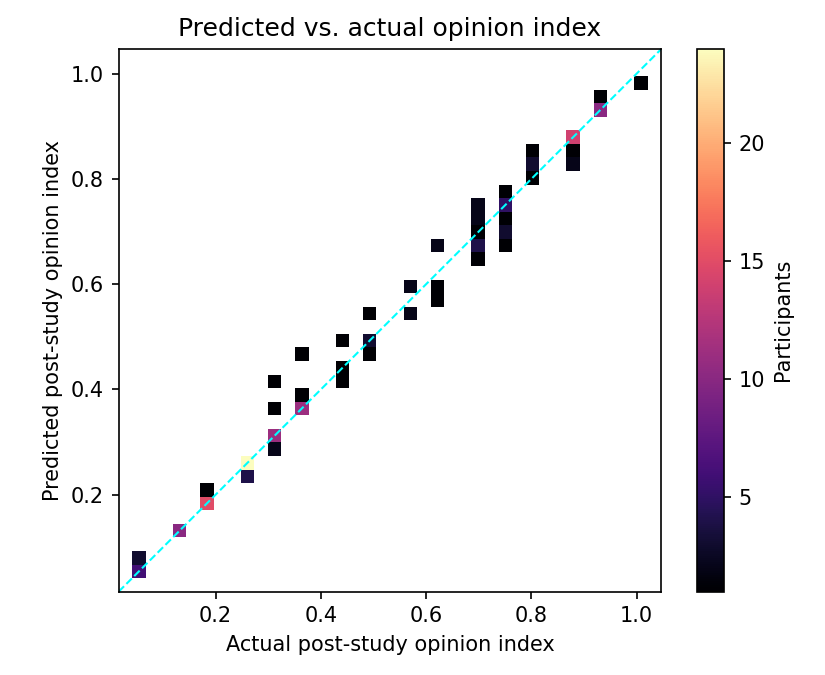 Predicted vs. actual opinion index
Predicted post-study opinion index
1.0
0.8
0.6
0.4
0.2
0.2 0.4 0.6 0.8 1.0
Actual post-study opinion index
20
15
10
5
Participants